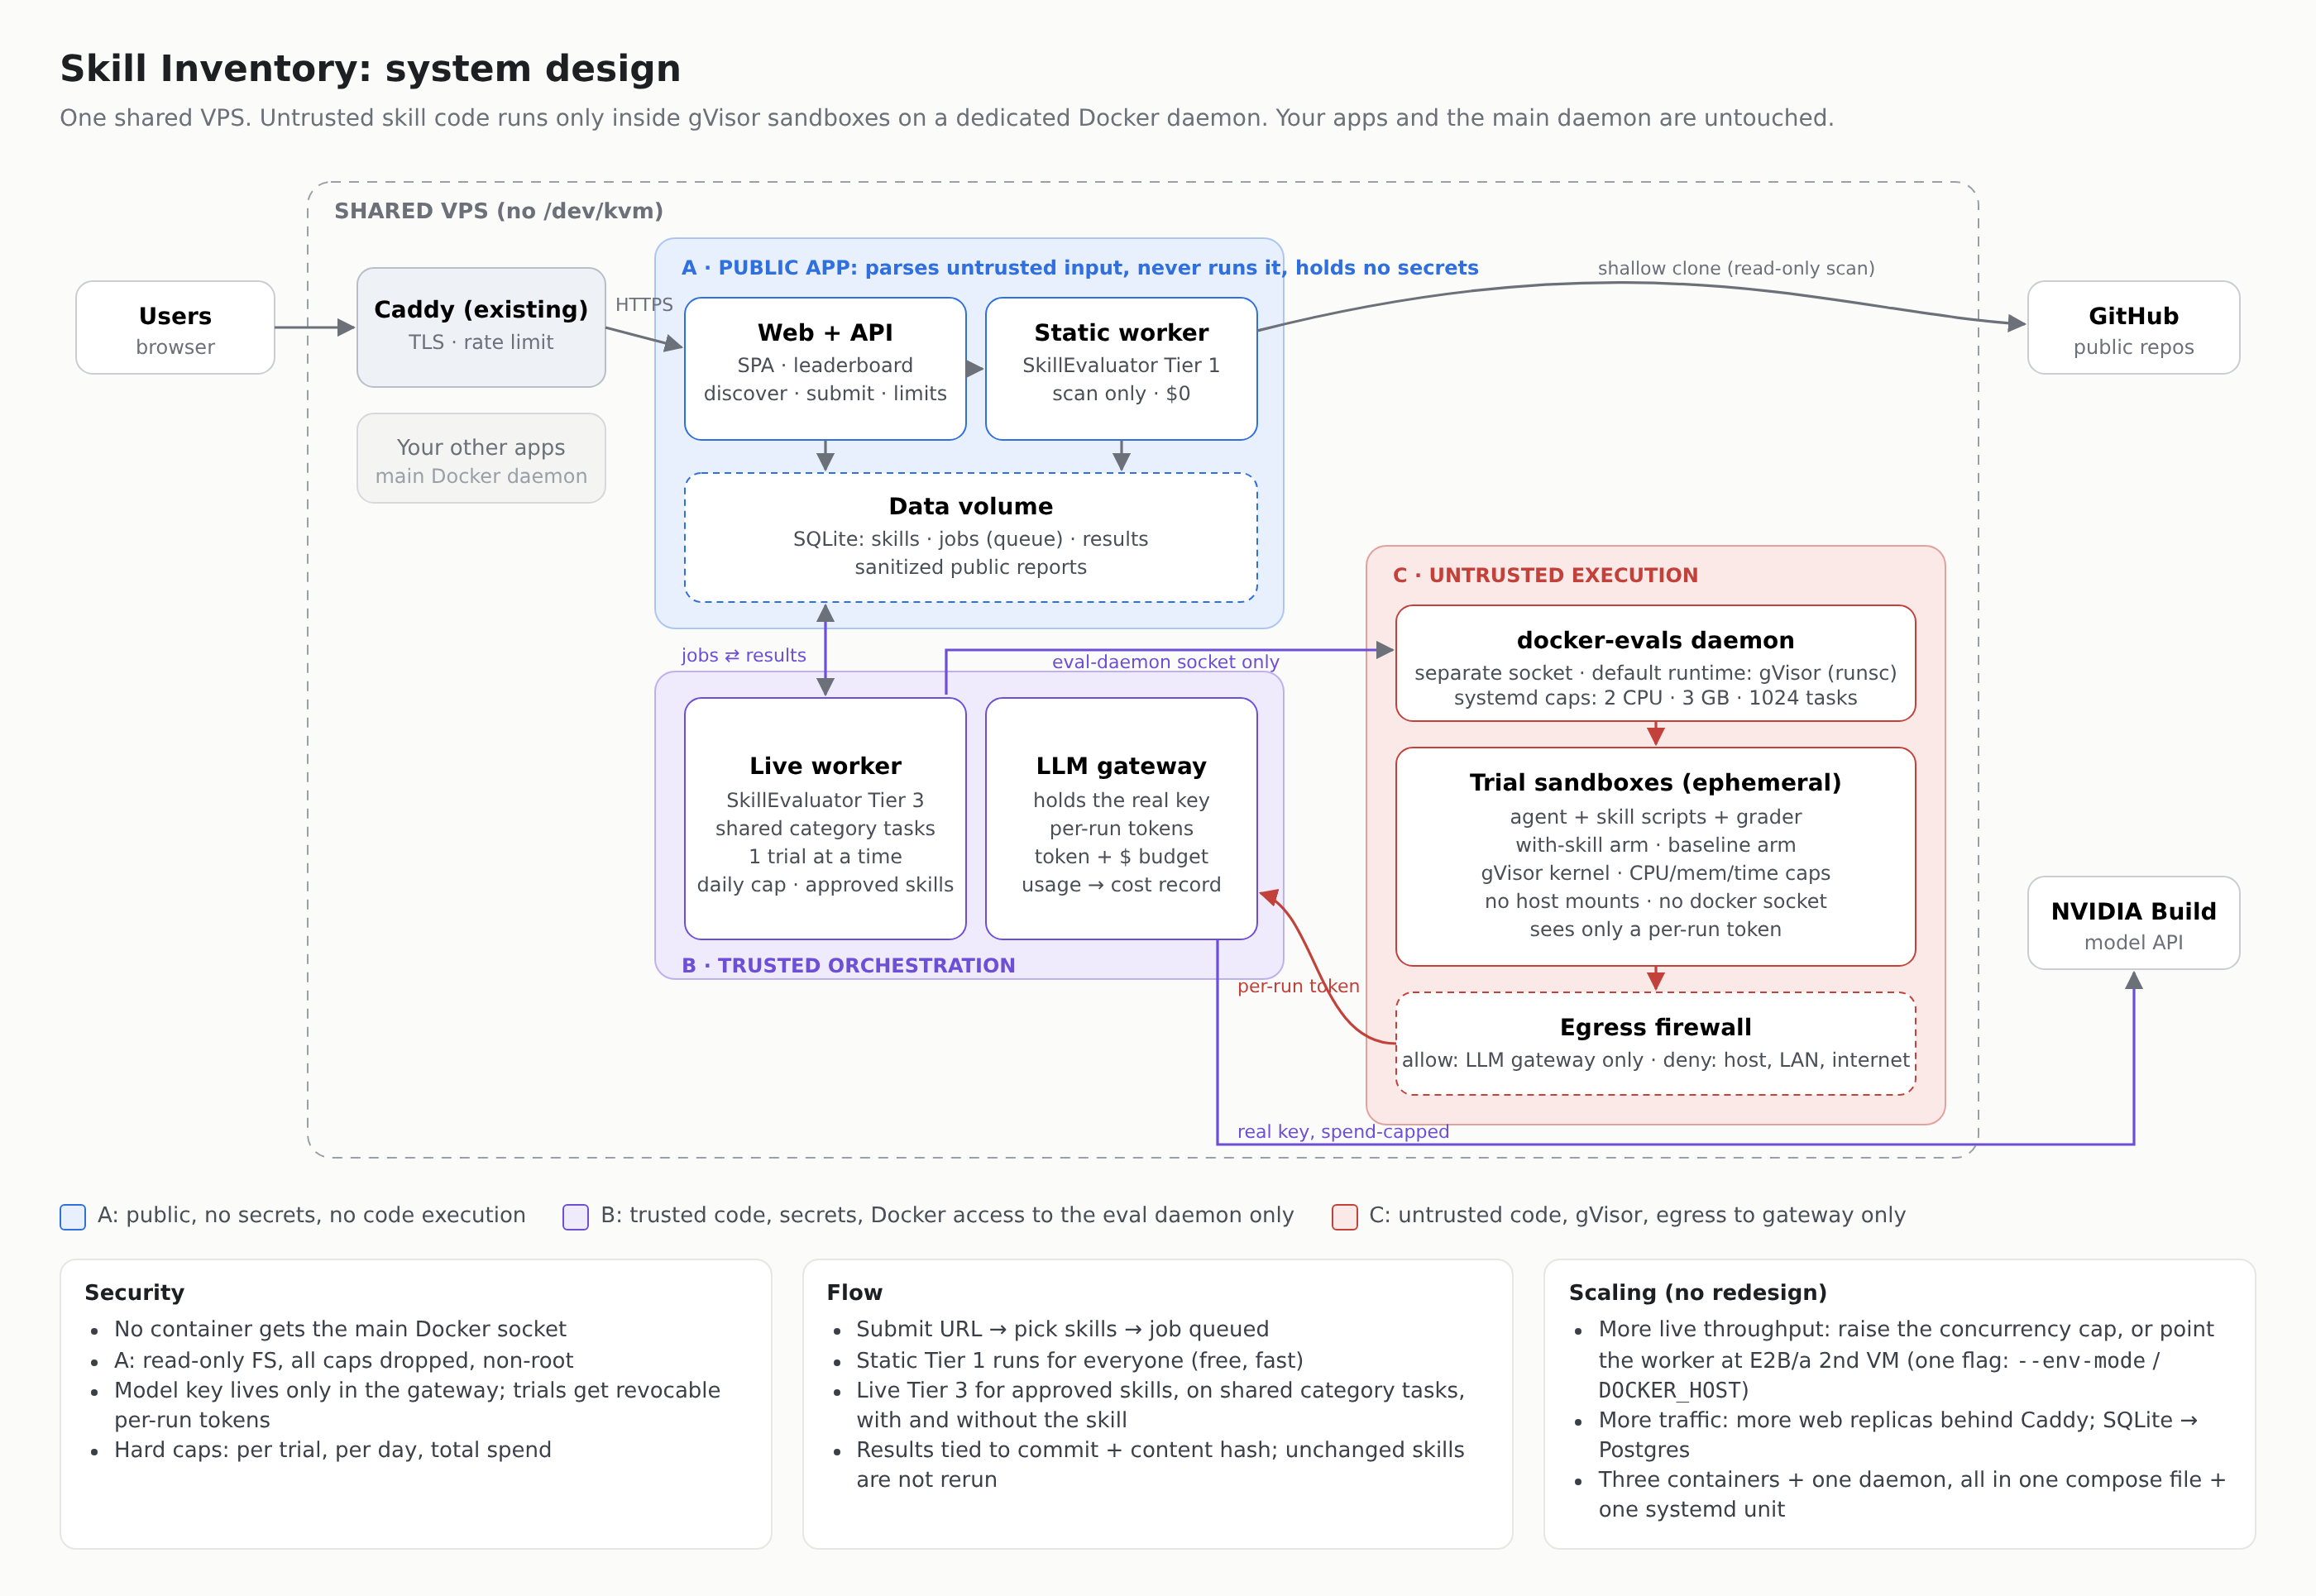 Skill Inventory: system design
One shared VPS. Untrusted skill code runs only inside gVisor sandboxes on a dedicated Docker daemon. Your apps and the main daemon are untouched.
SHARED VPS (no /dev/kvm)
Users
browser
Caddy (existing)
TLS · rate limit
HTTPS
Your other apps
main Docker daemon
A · PUBLIC APP: parses untrusted input, never runs it, holds no secrets
Web + API
SPA · leaderboard
discover · submit · limits
Static worker
SkillEvaluator Tier 1
scan only · $0
shallow clone (read-only scan)
GitHub
public repos
Data volume
SQLite: skills · jobs (queue) · results
sanitized public reports
jobs ⇄ results
eval-daemon socket only
Live worker
SkillEvaluator Tier 3
shared category tasks
1 trial at a time
daily cap · approved skills
LLM gateway
holds the real key
per-run tokens
token + $ budget
usage → cost record
B · TRUSTED ORCHESTRATION
C · UNTRUSTED EXECUTION
docker-evals daemon
separate socket · default runtime: gVisor (runsc)
systemd caps: 2 CPU · 3 GB · 1024 tasks
Trial sandboxes (ephemeral)
agent + skill scripts + grader
with-skill arm · baseline arm
gVisor kernel · CPU/mem/time caps
no host mounts · no docker socket
sees only a per-run token
per-run token
Egress firewall
allow: LLM gateway only · deny: host, LAN, internet
NVIDIA Build
model API
real key, spend-capped
A: public, no secrets, no code execution
B: trusted code, secrets, Docker access to the eval daemon only
C: untrusted code, gVisor, egress to gateway only
Security
• No container gets the main Docker socket
• A: read-only FS, all caps dropped, non-root
• Model key lives only in the gateway; trials get revocable
per-run tokens
• Hard caps: per trial, per day, total spend
Flow
• Submit URL → pick skills → job queued
• Static Tier 1 runs for everyone (free, fast)
• Live Tier 3 for approved skills, on shared category tasks,
with and without the skill
• Results tied to commit + content hash; unchanged skills
are not rerun
Scaling (no redesign)
• More live throughput: raise the concurrency cap, or point
the worker at E2B/a 2nd VM (one flag: --env-mode /
DOCKER_HOST)
• More traffic: more web replicas behind Caddy; SQLite →
Postgres
• Three containers + one daemon, all in one compose file +
one systemd unit